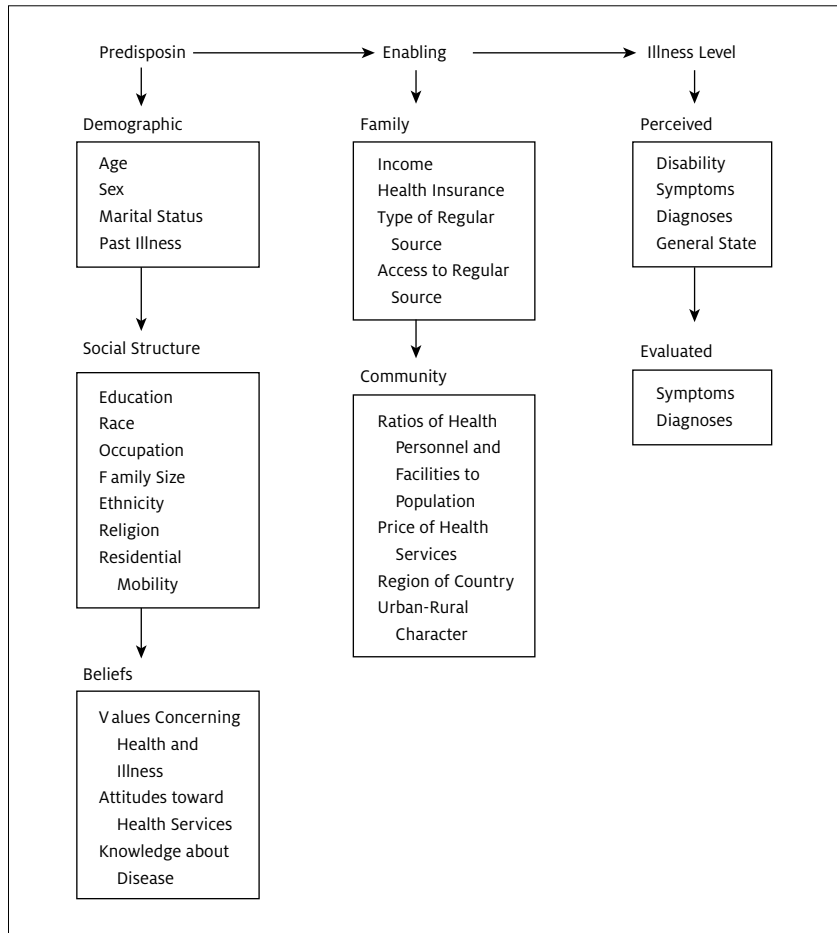 Predisposin
Enabling
Illness Level
Demographic
Age
Sex
Marital Status
Past Illness
Social Structure
Education
Race
Occupation
Family Size
Ethnicity
Religion
Residential
Mobility
Beliefs
Values Concerning
Health and
Illness
Attitudes toward
Health Services
Knowledge about
Disease
Family
Income
Health Insurance
Type of Regular
Source
Access to Regular
Source
Community
Ratios of Health
Personnel and
Facilities to
Population
Price of Health
Services
Region of Country
Urban-Rural
Character
Perceived
Disability
Symptoms
Diagnoses
General State
Evaluated
Symptoms
Diagnoses